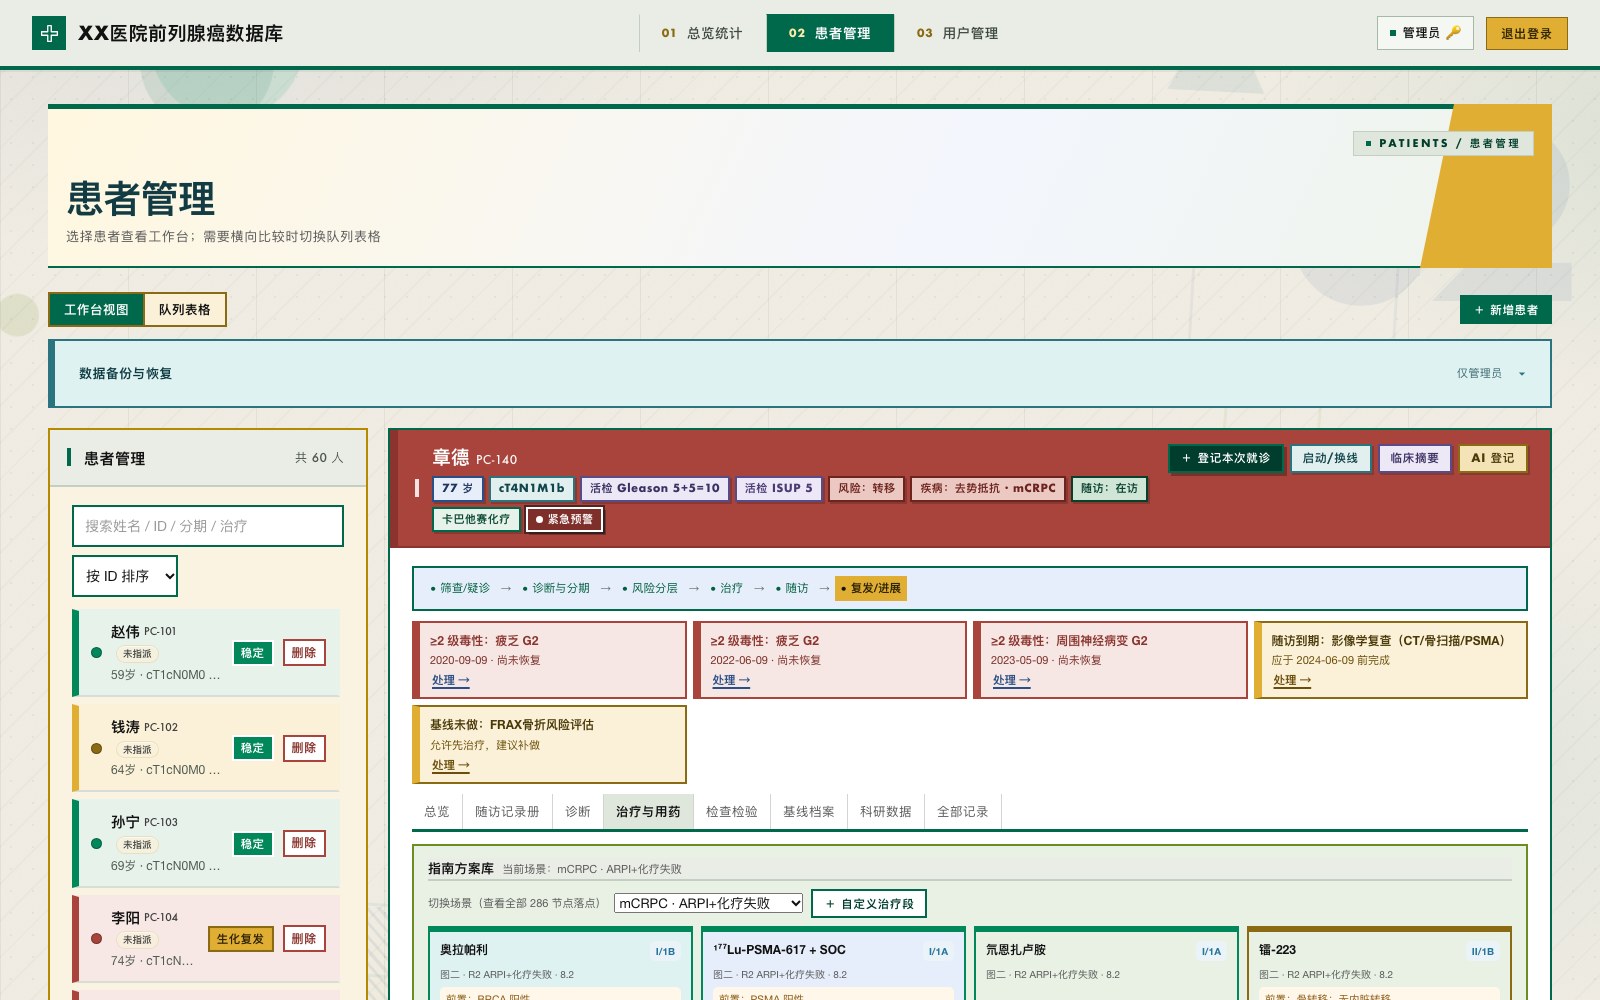 XX医院前列腺癌数据库
01 总览统计
02 患者管理
03 用户管理
管理员
退出登录
PATIENTS / 患者管理
患者管理
选择患者查看工作台；需要横向比较时切换队列表格
工作台视图
队列表格
+ 新增患者
数据备份与恢复
仅管理员
患者管理
共 60 人
搜索姓名 / ID / 分期 / 治疗
按 ID 排序
赵伟 PC-101
未指派
59岁 · cT1cN0M0 ...
稳定
删除
钱涛 PC-102
未指派
64岁 · cT1cN0M0 ...
稳定
删除
孙宁 PC-103
未指派
69岁 · cT1cN0M0 ...
稳定
删除
李阳 PC-104
未指派
74岁 · cT1cN...
生化复发
删除
章德 PC-140
+ 登记本次就诊
启动/换线
临床摘要
AI 登记
77 岁
cT4N1M1b
活检 Gleason 5+5=10
活检 ISUP 5
风险：转移
疾病：去势抵抗 · mCRPC
随访：在访
卡巴他赛化疗
紧急预警
• 筛查/疑诊 → • 诊断与分期 → • 风险分层 → • 治疗 → • 随访 → • 复发/进展
≥2 级毒性：疲乏 G2
2020-09-09 · 尚未恢复
处理 →
≥2 级毒性：疲乏 G2
2022-06-09 · 尚未恢复
处理 →
≥2 级毒性：周围神经病变 G2
2023-05-09 · 尚未恢复
处理 →
随访到期：影像学复查（CT/骨扫描/PSMA）
应于 2024-06-09 前完成
处理 →
基线未做：FRAX骨折风险评估
允许先治疗，建议补做
处理 →
总览
随访记录册
诊断
治疗与用药
检查检验
基线档案
科研数据
全部记录
指南方案库 当前场景：mCRPC · ARPI+化疗失败
切换场景（查看全部 286 节点落点）
mCRPC · ARPI+化疗失败
+ 自定义治疗段
奥拉帕利
I/1B
图二 · R2 ARPI+化疗失败 · 8.2
前置：BRCA 阳性
¹⁷⁷Lu-PSMA-617 + SOC
I/1A
图二 · R2 ARPI+化疗失败 · 8.2
前置：PSMA 阳性
氘恩扎卢胺
I/1A
图二 · R2 ARPI+化疗失败 · 8.2
镭-223
II/1B
图二 · R2 ARPI+化疗失败 · 8.2
前置：骨转移；无内脏转移